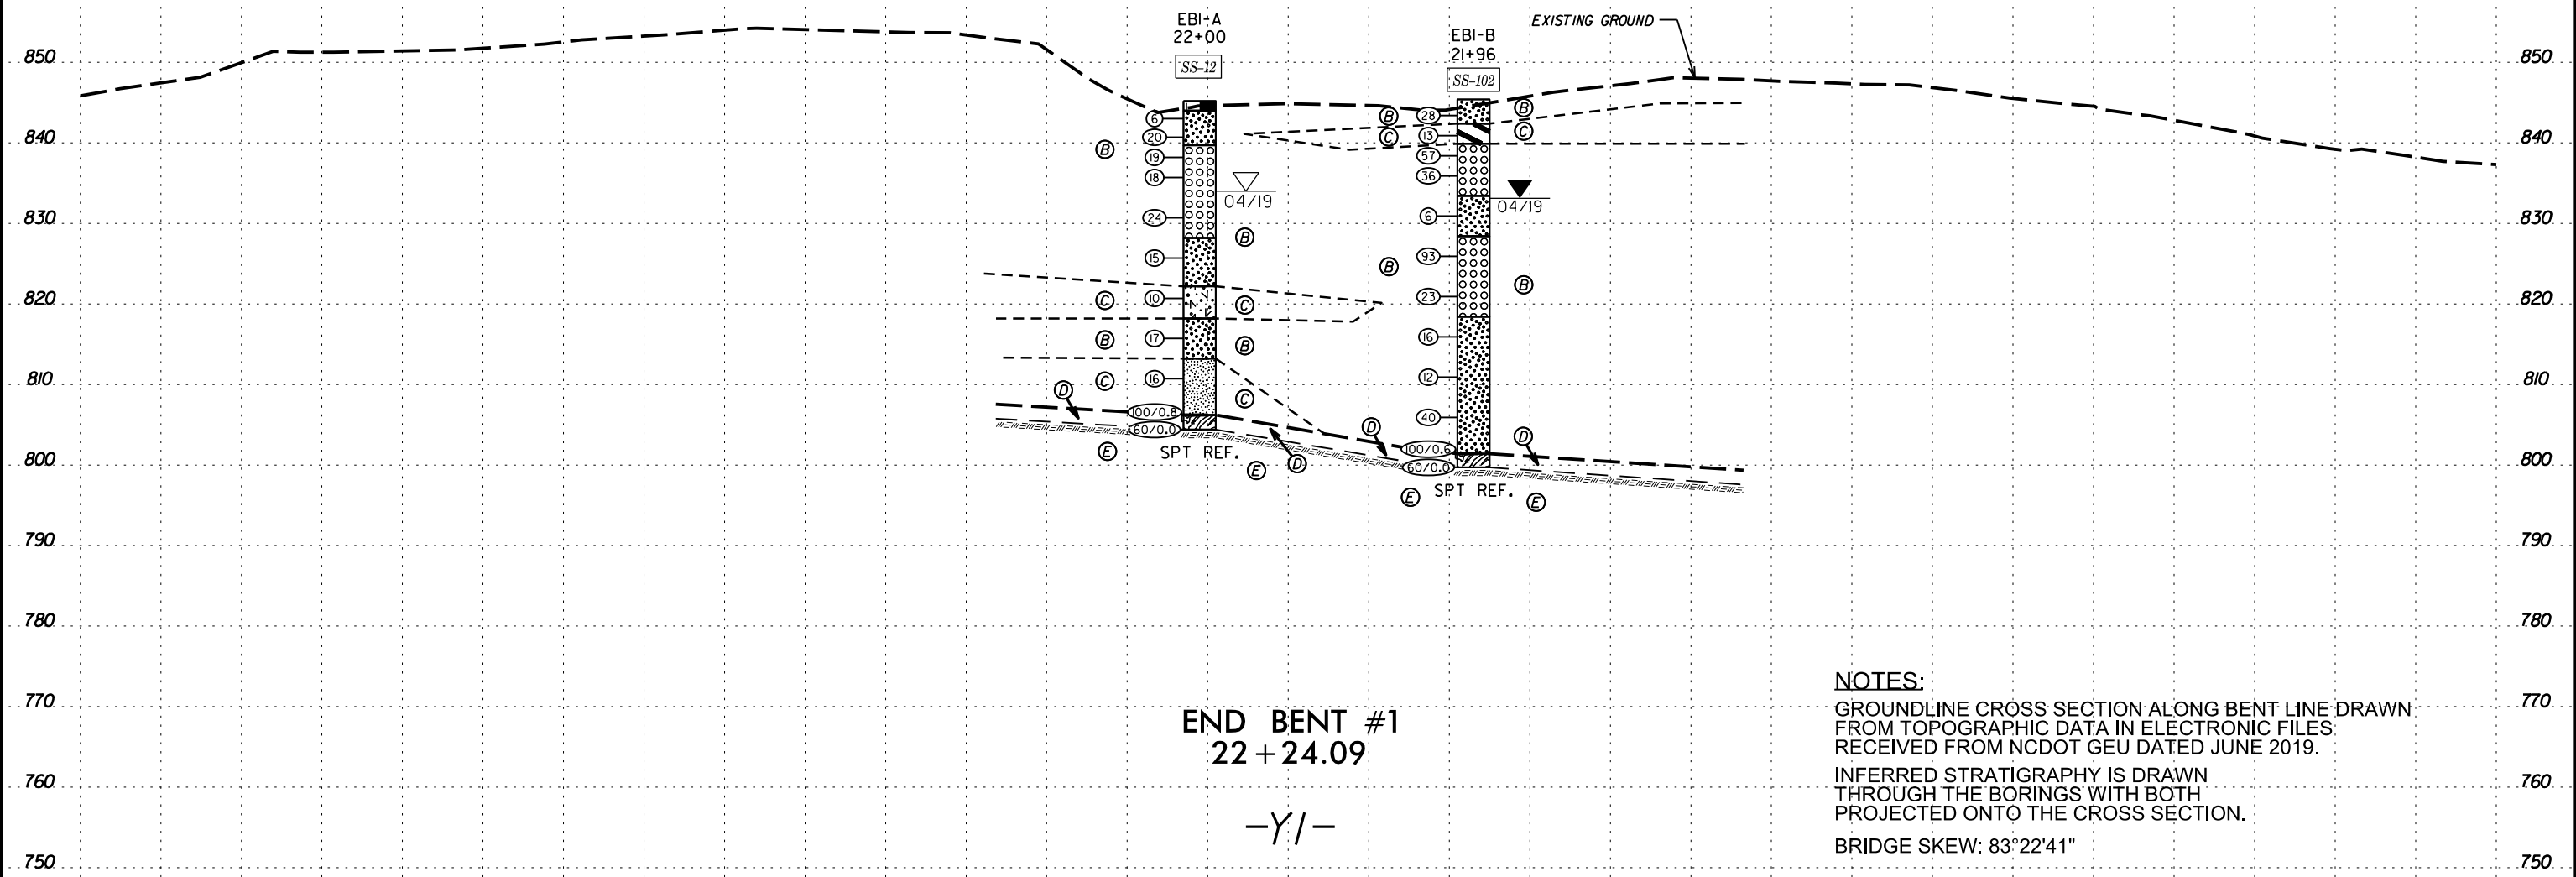 EXISTING GROUND
EB1-A
22+00
SS-12
EB1-B
21+96
SS-102
850
850
840
840
830
830
820
820
810
810
800
800
790
790
780
780
770
770
760
760
750
750
6
20
19
18
24
15
10
17
16
100/0.8
60/0.0
SPT REF.
04/19
28
13
57
36
6
93
23
16
12
40
100/0.6
60/0.0
SPT REF.
04/19
B
B
C
B
C
B
C
D
E
B
C
B
C
E
D
B
C
B
D
E
B
D
E
END BENT #1
22+24.09
-Y1-
NOTES:
GROUNDLINE CROSS SECTION ALONG BENT LINE DRAWN
FROM TOPOGRAPHIC DATA IN ELECTRONIC FILES
RECEIVED FROM NCDOT GEU DATED JUNE 2019.
INFERRED STRATIGRAPHY IS DRAWN
THROUGH THE BORINGS WITH BOTH
PROJECTED ONTO THE CROSS SECTION.
BRIDGE SKEW: 83°22'41"